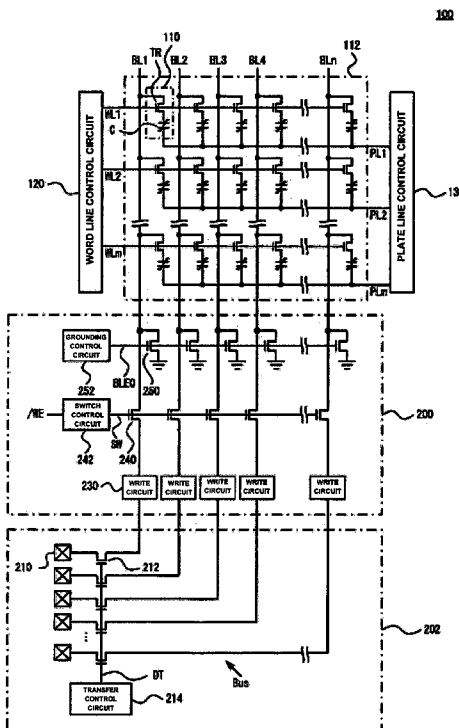 100
TR 110
BL1 BL2 BL3 BL4 BLn 112
WL1
C
PL1
WORD LINE CONTROL CIRCUIT
PLATE LINE CONTROL CIRCUIT
120
13
WL2
PL2
WLm
PLm
GROUNDING CONTROL CIRCUIT
252
BLEQ 250
200
/WE SWITCH CONTROL CIRCUIT
242
SW 240
230 WRITE CIRCUIT WRITE CIRCUIT WRITE CIRCUIT WRITE CIRCUIT WRITE CIRCUIT
210 212
202
DT Bus
TRANSFER CONTROL CIRCUIT
214